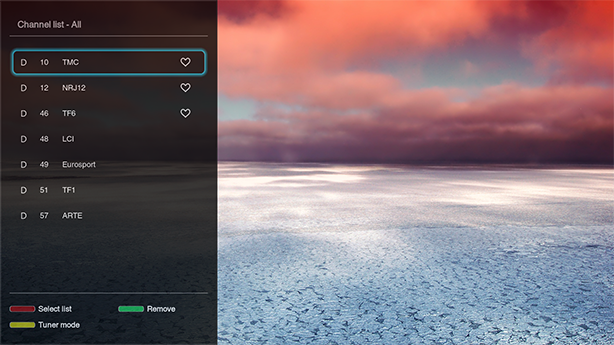 Channel list - All
D 10 TMC
D 12 NRJ12
D 46 TF6
D 48 LCI
D 49 Eurosport
D 51 TF1
D 57 ARTE
Select list Remove
Tuner mode